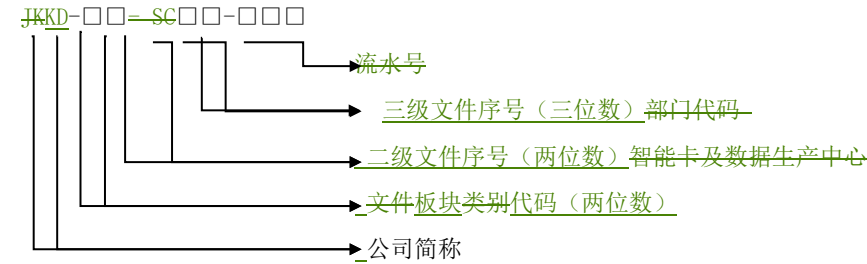 JKKD-□□- SC□□-□□□
流水号
三级文件序号（三位数）部门代码
二级文件序号（两位数）智能卡及数据生产中心
文件板块类别代码（两位数）
公司简称